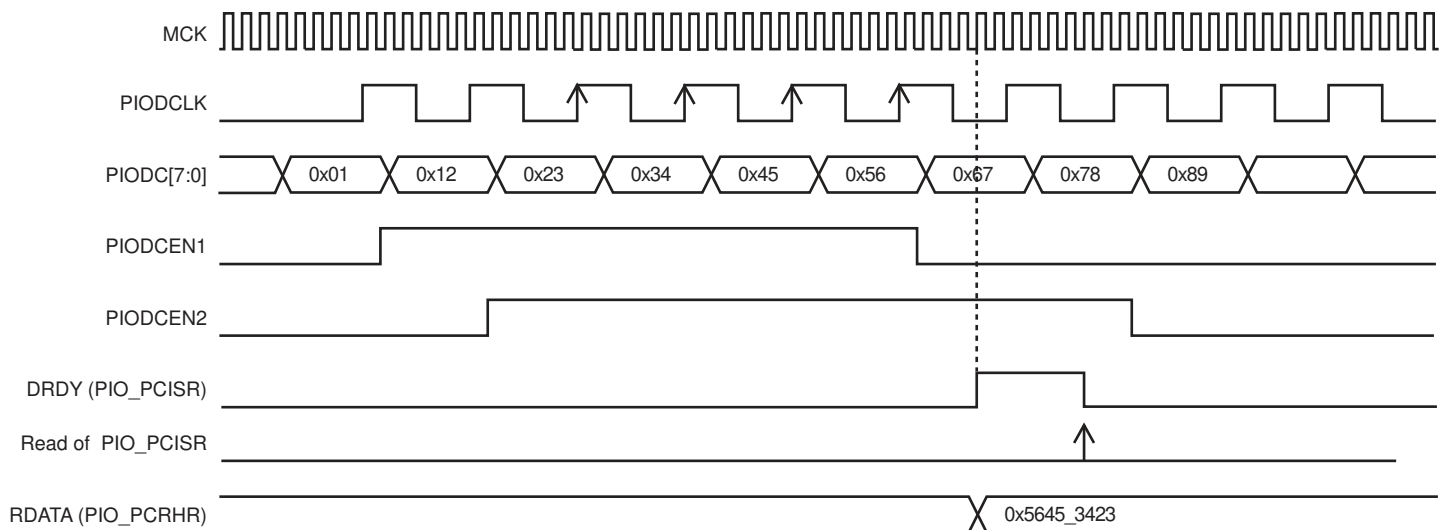 MCK
PIODCLK
PIODC[7:0] 0x01 0x12 0x23 0x34 0x45 0x56 0x67 0x78 0x89
PIODCEN1
PIODCEN2
DRDY (PIO_PCISR)
Read of PIO_PCISR
RDATA (PIO_PCRHR) 0x5645_3423